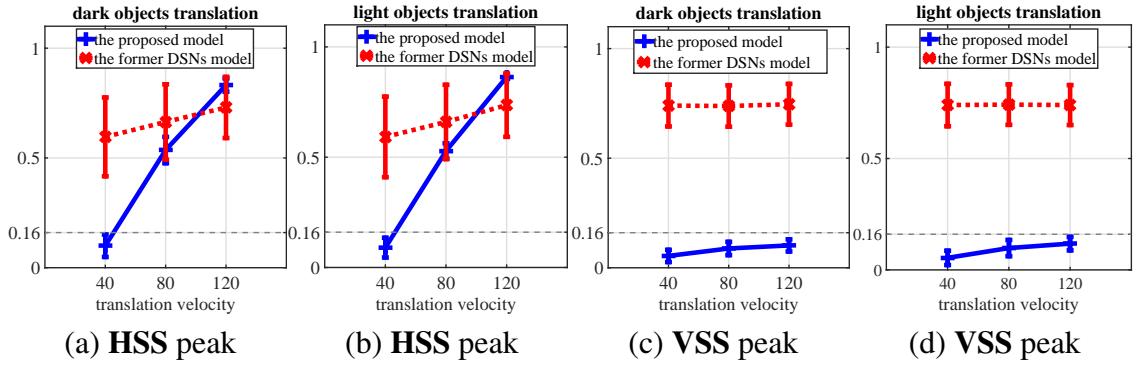 dark objects translation
1
0.5
0.16
0
the proposed model
the former DSNs model
40 80 120
translation velocity
(a) HSS peak
light objects translation
1
0.5
0.16
0
the proposed model
the former DSNs model
40 80 120
translation velocity
(b) HSS peak
dark objects translation
1
0.5
0.16
0
the proposed model
the former DSNs model
40 80 120
translation velocity
(c) VSS peak
light objects translation
1
0.5
0.16
0
the proposed model
the former DSNs model
40 80 120
translation velocity
(d) VSS peak